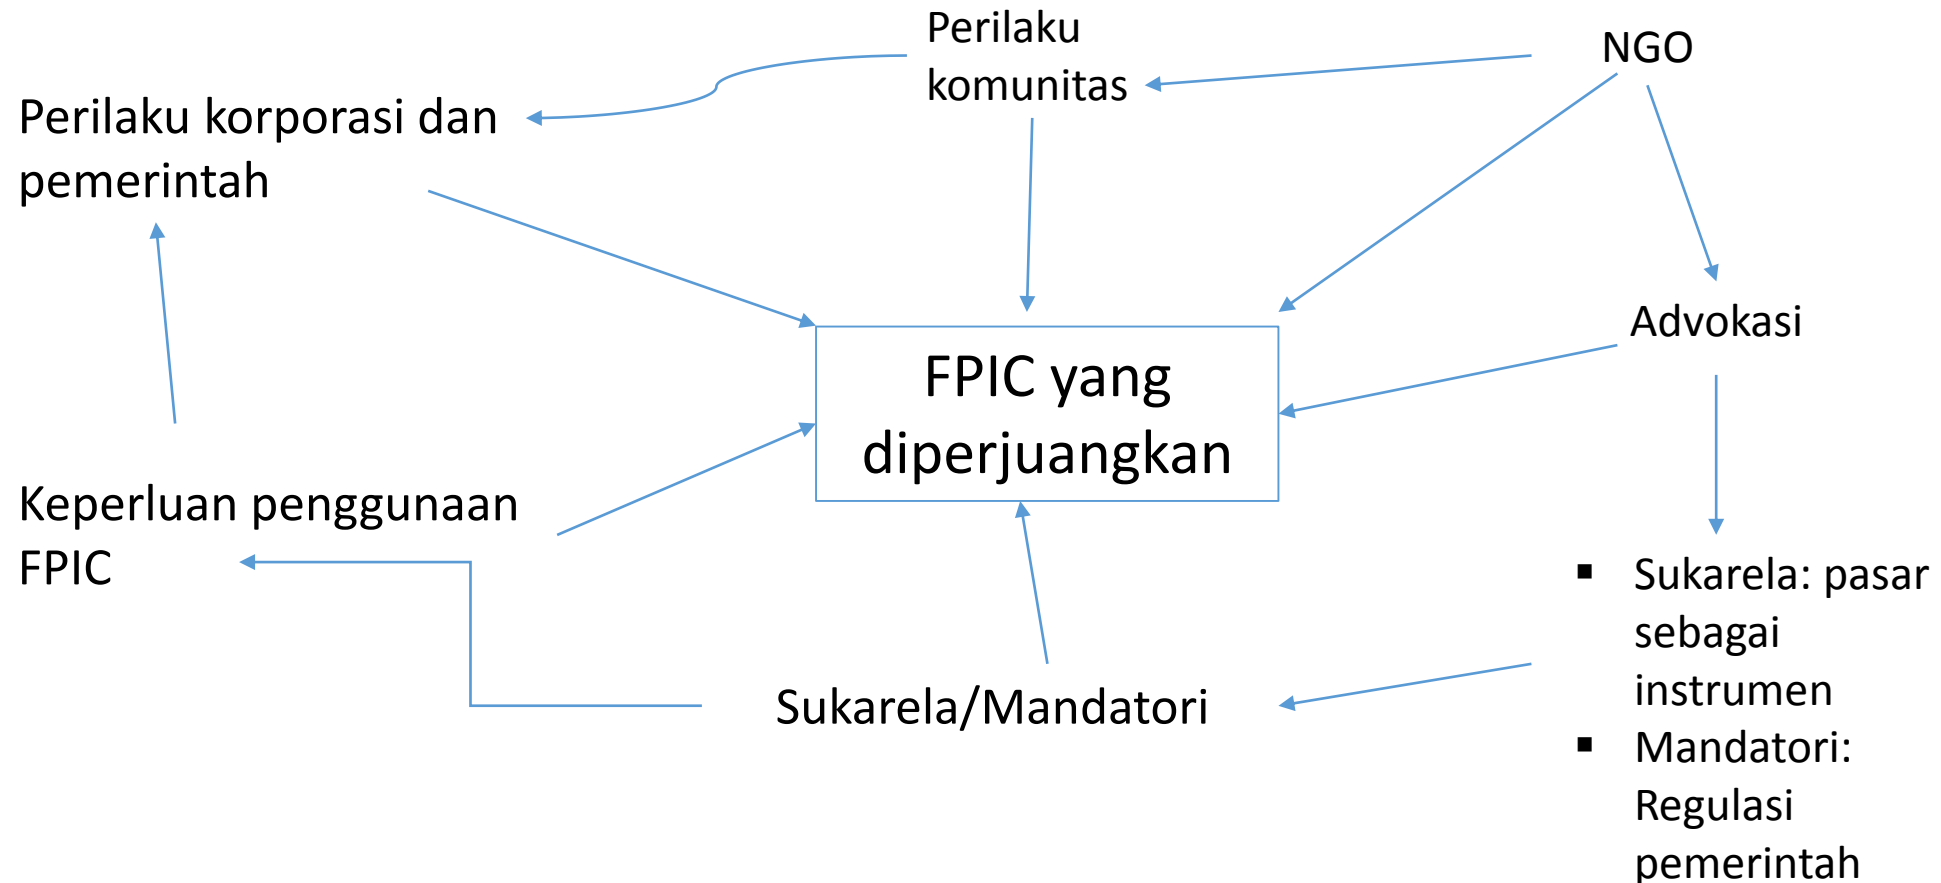 Perilaku
komunitas
NGO
Perilaku korporasi dan
pemerintah
Advokasi
FPIC yang
diperjuangkan
Keperluan penggunaan
FPIC
▪ Sukarela: pasar
sebagai
instrumen
▪ Mandatori:
Regulasi
pemerintah
Sukarela/Mandatori